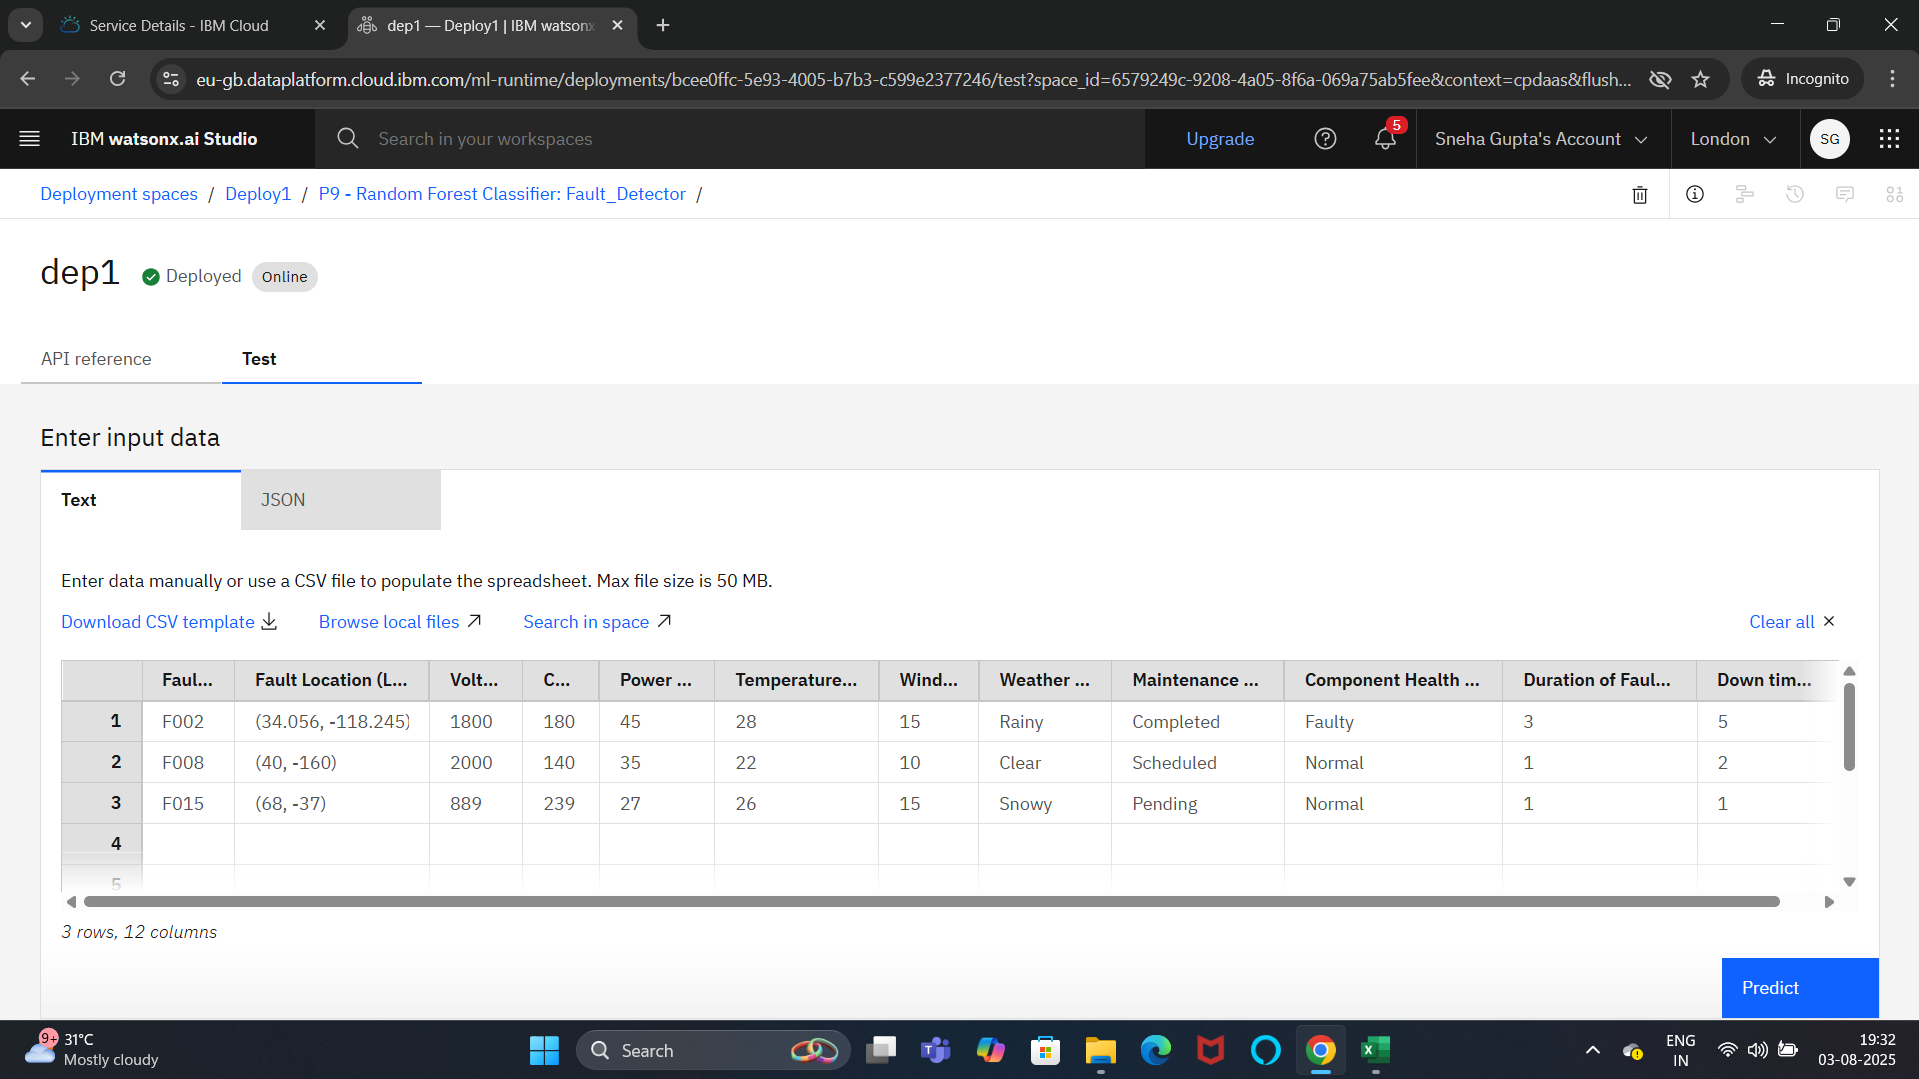 Service Details - IBM Cloud
dep1 — Deploy1 | IBM watsonx
eu-gb.dataplatform.cloud.ibm.com/ml-runtime/deployments/bcee0ffc-5e93-4005-b7b3-c599e2377246/test?space_id=6579249c-9208-4a05-8f6a-069a75ab5fee&context=cpdaas&flush...
Incognito
IBM watsonx.ai Studio
Search in your workspaces
Upgrade
5
Sneha Gupta's Account
London
SG
Deployment spaces / Deploy1 / P9 - Random Forest Classifier: Fault_Detector /
dep1 Deployed Online
API reference Test
Enter input data
Text JSON
Enter data manually or use a CSV file to populate the spreadsheet. Max file size is 50 MB.
Download CSV template Browse local files Search in space Clear all
Faul... Fault Location (L... Volt... C... Power ... Temperature... Wind... Weather ... Maintenance ... Component Health ... Duration of Faul... Down tim...
1 F002 (34.056, -118.245) 1800 180 45 28 15 Rainy Completed Faulty 3 5
2 F008 (40, -160) 2000 140 35 22 10 Clear Scheduled Normal 1 2
3 F015 (68, -37) 889 239 27 26 15 Snowy Pending Normal 1 1
4
5
3 rows, 12 columns
Predict
9+
31°C
Mostly cloudy
Search
ENG
IN
19:32
03-08-2025